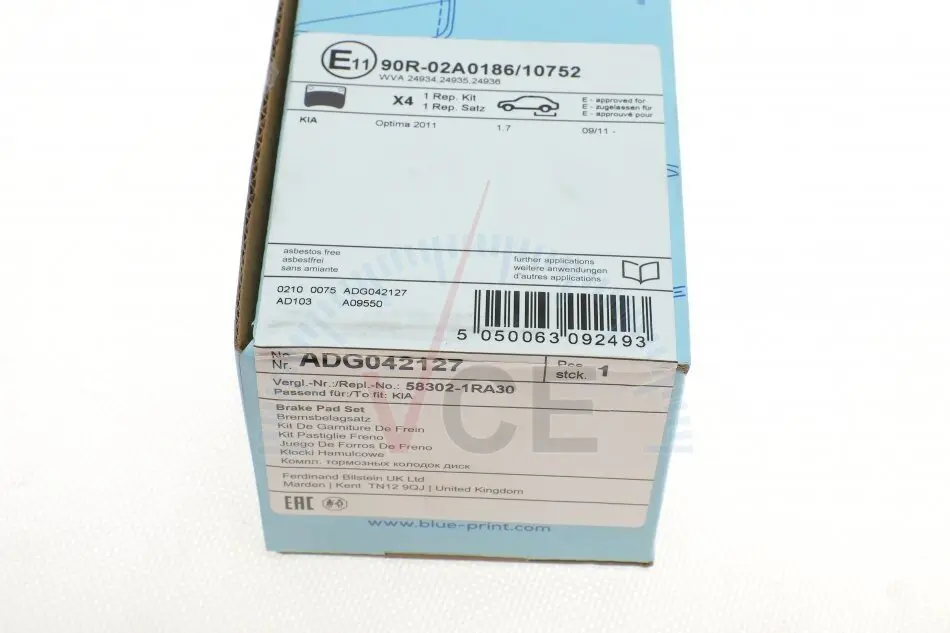 E11 90R-02A0186/10752
WVA 24934,24935,24936
X4 1 Rep. Kit
1 Rep. Satz
E - approved for
E - zugelassen für
E - approuvé pour
KIA Optima 2011 1.7 09/11 -
asbestos free
asbestfrei
sans amiante
further applications
weitere anwendungen
d'autres applications
0210 0075 ADG042127
AD103 A09550
5 050063 092493
No.
Nr. ADG042127
Pcs
stck. 1
Vergl.-Nr.:/Repl.-No.: 58302-1RA30
Passend für:/To fit: KIA
Brake Pad Set
Bremsbelagsatz
Kit De Garniture De Frein
Kit Pastiglie Freno
Juego De Forros De Freno
Klocki Hamulcowe
Компл. тормозных колодок диск
Ferdinand Bilstein UK Ltd
Marden | Kent TN12 9QJ | United Kingdom
EAC
www.blue-print.com
VCE